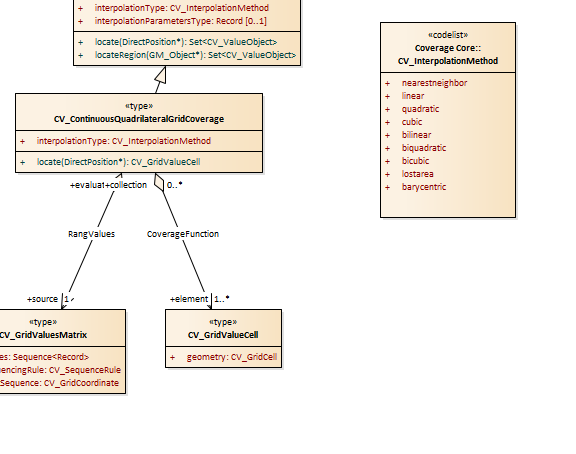 + interpolationType: CV_InterpolationMethod
+ interpolationParametersType: Record [0..1]
+ locate(DirectPosition*): Set<CV_ValueObject>
+ locateRegion(GM_Object*): Set<CV_ValueObject>
«codelist»
Coverage Core::
CV_InterpolationMethod
+ nearestneighbor
+ linear
+ quadratic
+ cubic
+ bilinear
+ biquadratic
+ bicubic
+ lostarea
+ barycentric
«type»
CV_ContinuousQuadrilateralGridCoverage
+ interpolationType: CV_InterpolationMethod
+ locate(DirectPosition*): CV_GridValueCell
+collection 0..*
RangValues
CoverageFunction
+source 1
+element 1..*
«type»
CV_GridValuesMatrix
es: Sequence<Record>
encingRule: CV_SequenceRule
Sequence: CV_GridCoordinate
«type»
CV_GridValueCell
+ geometry: CV_GridCell